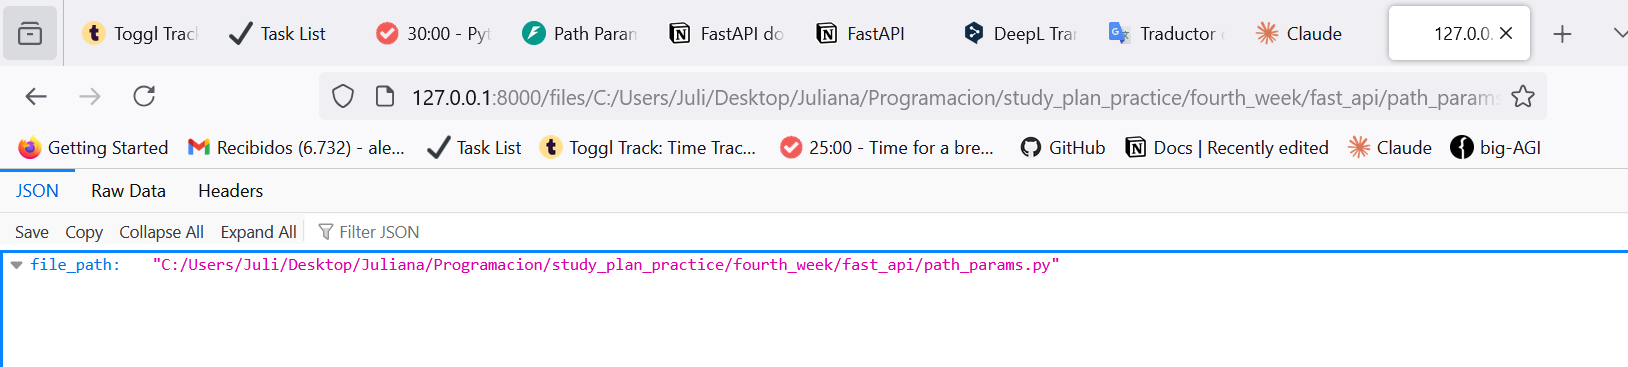 Toggl Trac Task List 30:00 - Pyt Path Param FastAPI do FastAPI DeepL Tra Traductor Claude 127.0.0.
127.0.0.1:8000/files/C:/Users/Juli/Desktop/Juliana/Programacion/study_plan_practice/fourth_week/fast_api/path_params
Getting Started Recibidos (6.732) - ale... Task List Toggl Track: Time Trac... 25:00 - Time for a bre... GitHub Docs | Recently edited Claude big-AGI
JSON Raw Data Headers
Save Copy Collapse All Expand All Filter JSON
file_path: "C:/Users/Juli/Desktop/Juliana/Programacion/study_plan_practice/fourth_week/fast_api/path_params.py"